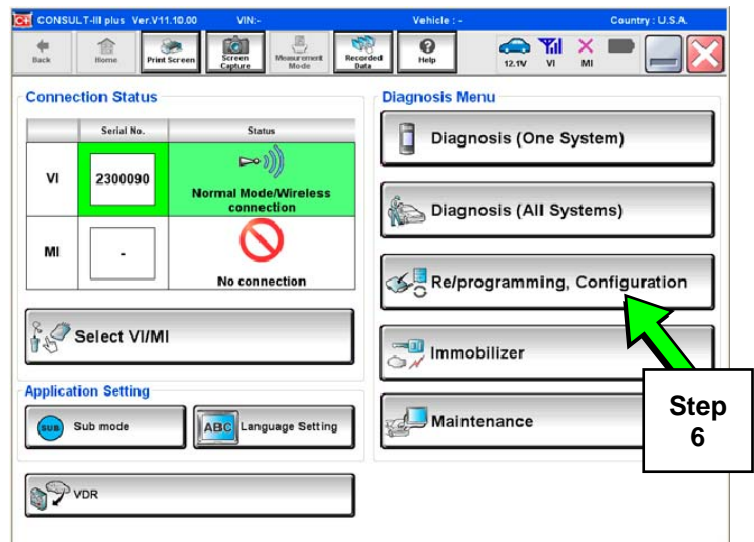 CONSULT-III plus Ver.V11.10.00 VIN:- Vehicle : - Country : U.S.A.
Back Home Print Screen Screen Capture Measurement Mode Recorded Data Help 12.1V VI MI
Connection Status
Serial No. Status
VI 2300090 Normal Mode/Wireless connection
MI - No connection
Select VI/MI
Application Setting
SUB Sub mode ABC Language Setting
VDR
Diagnosis Menu
Diagnosis (One System)
Diagnosis (All Systems)
Re/programming, Configuration
Immobilizer
Maintenance
Step
6